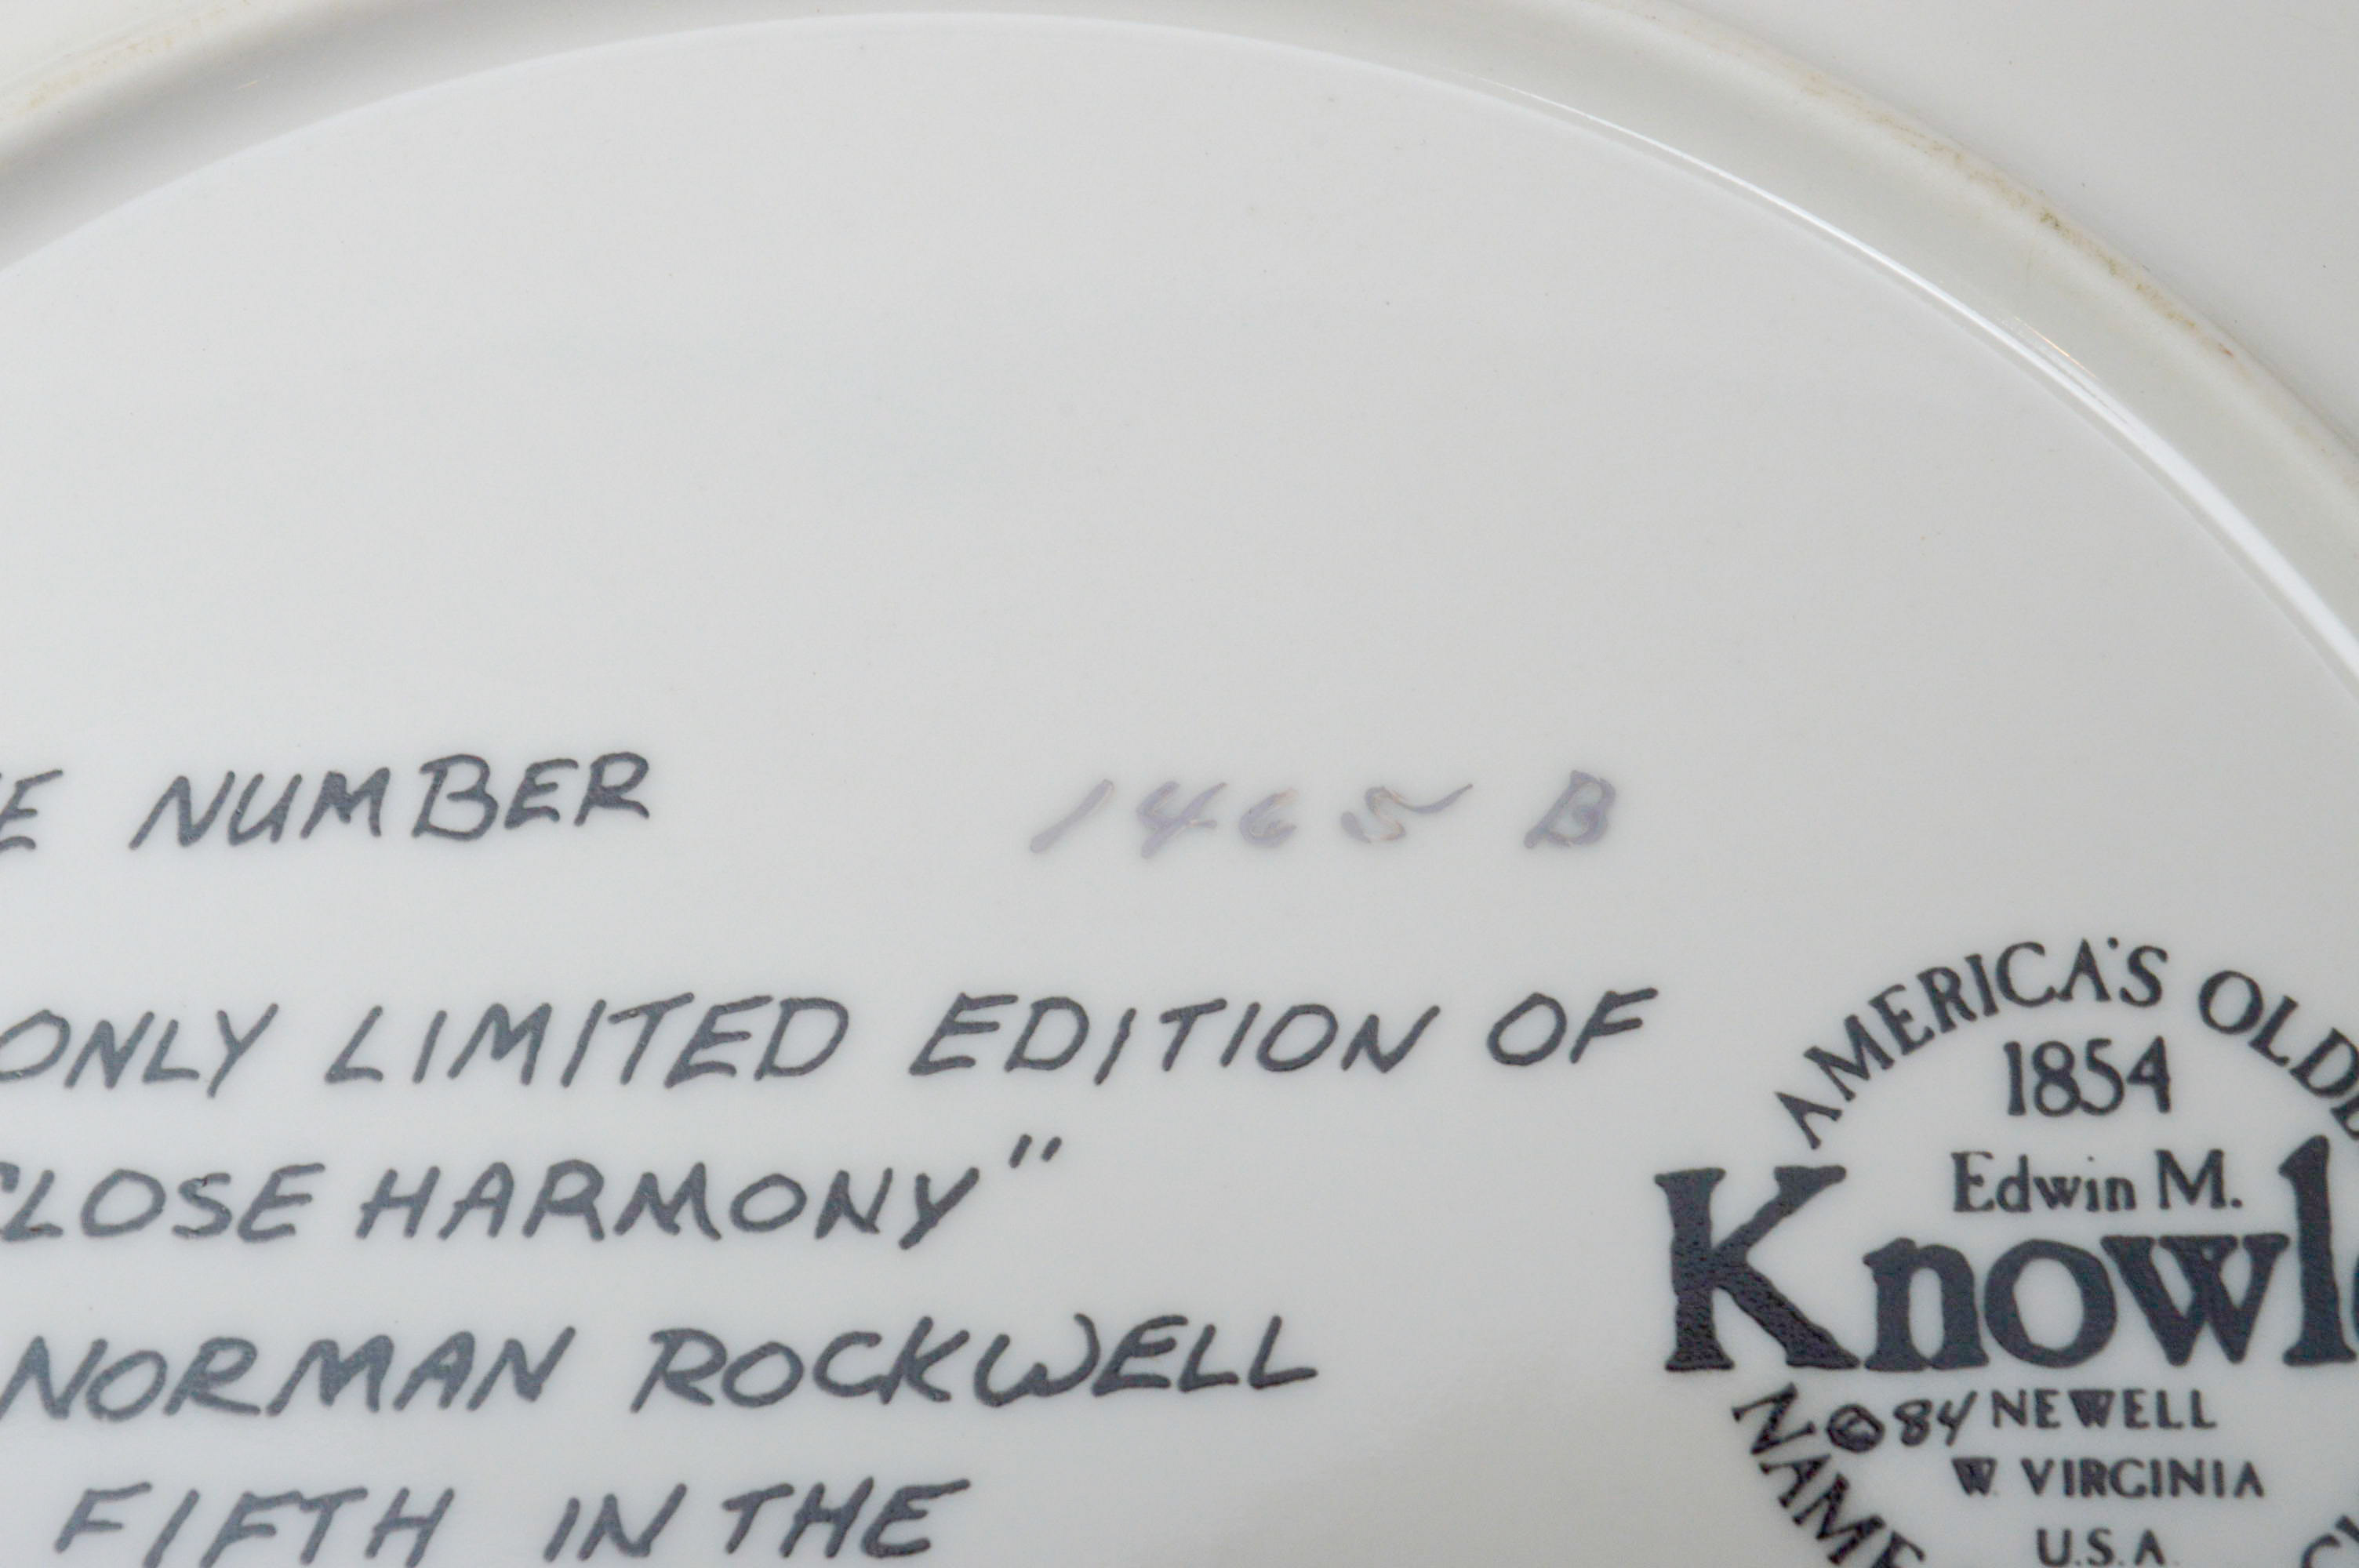 E NUMBER 1465 B
ONLY LIMITED EDITION OF
CLOSE HARMONY"
NORMAN ROCKWELL
FIFTH IN THE
AMERICA'S OLD
1854
Edwin M.
Knowl
©84 NEWELL
W. VIRGINIA
U.S.A.
NAME